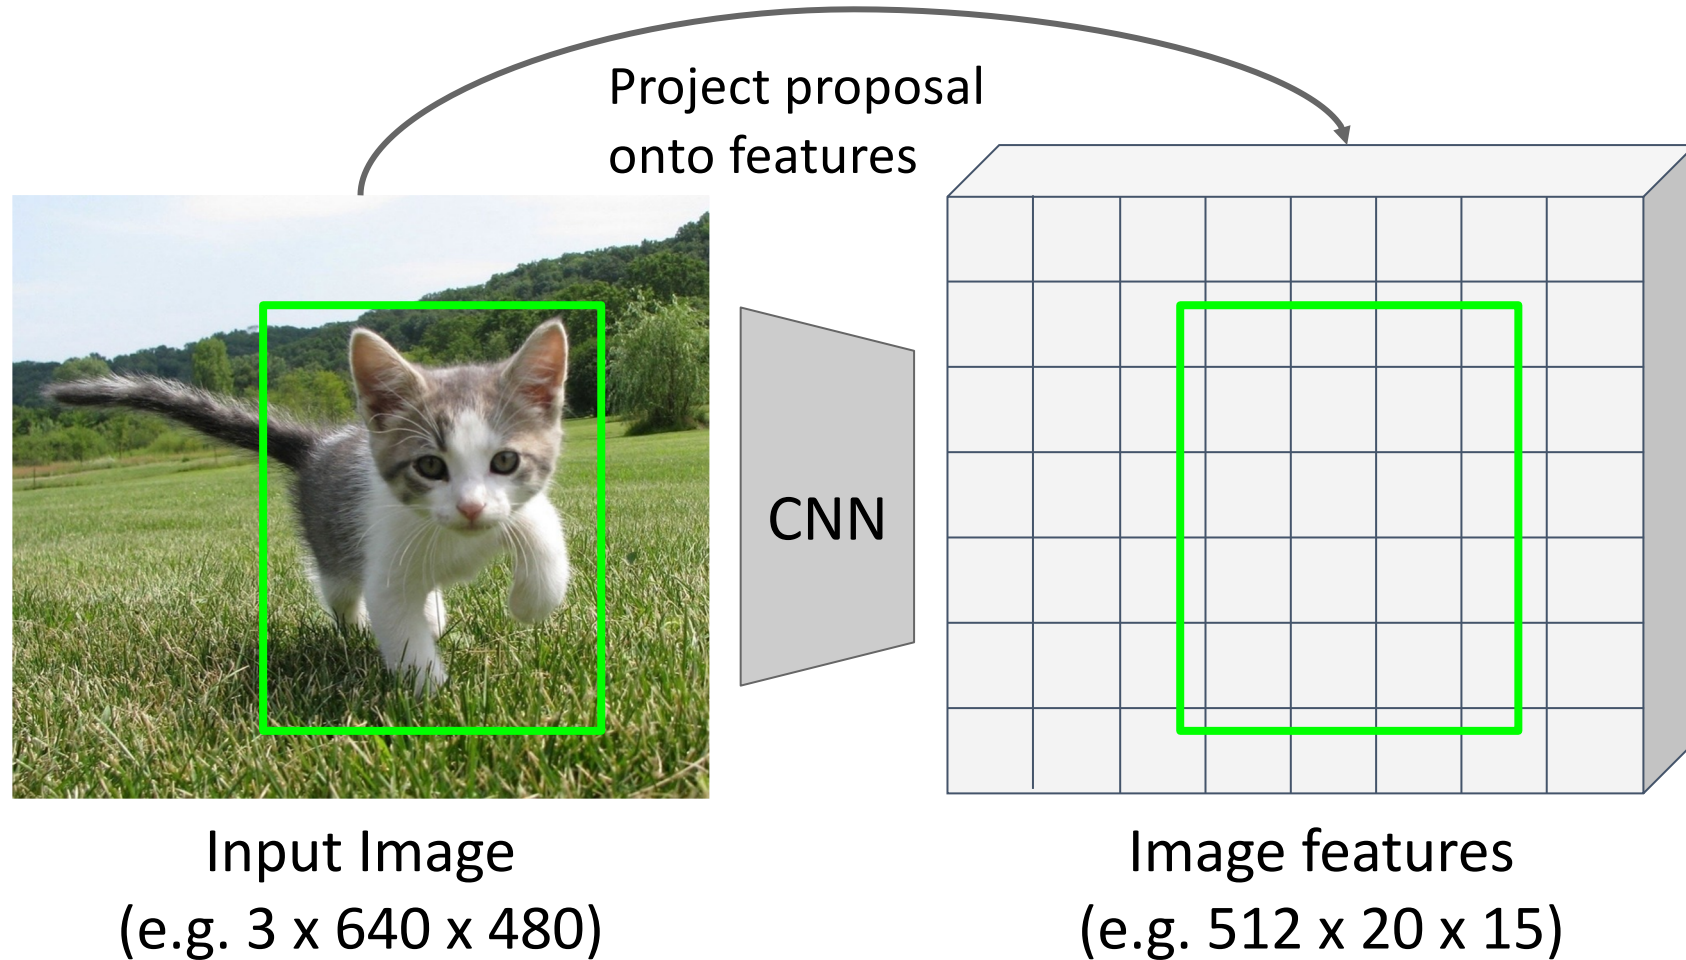 Project proposal
onto features
CNN
Input Image
(e.g. 3 x 640 x 480)
Image features
(e.g. 512 x 20 x 15)